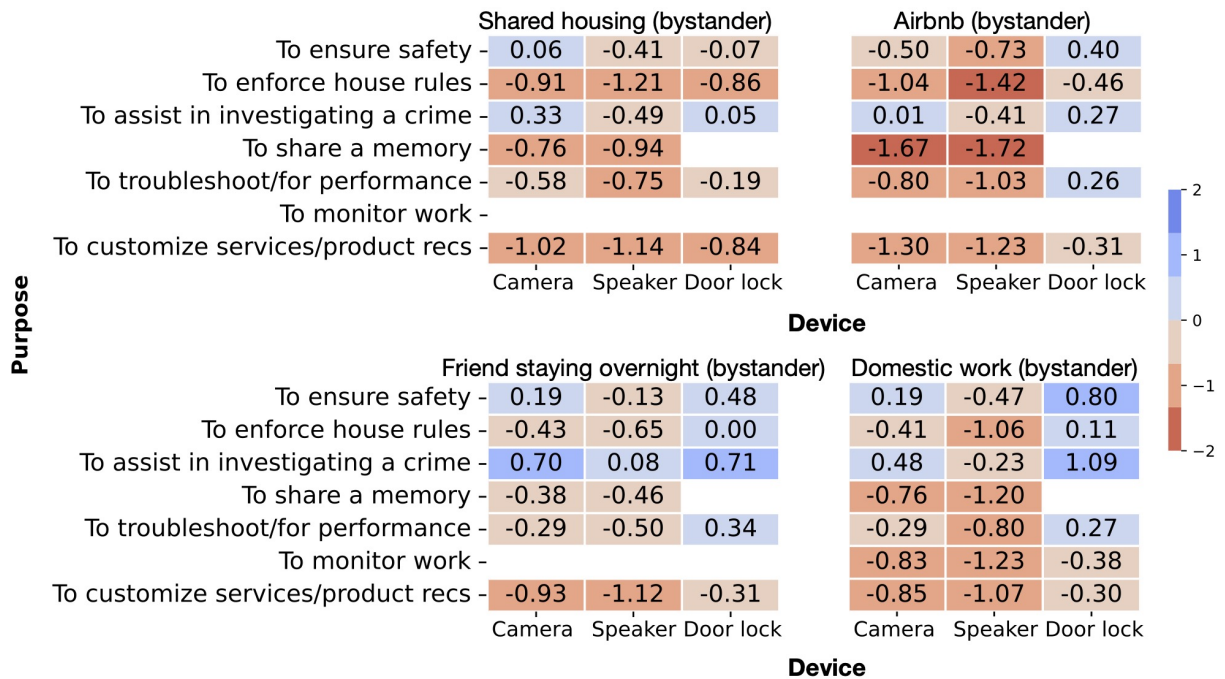 Shared housing (bystander) Airbnb (bystander)
To ensure safety 0.06 -0.41 -0.07 -0.50 -0.73 0.40
To enforce house rules -0.91 -1.21 -0.86 -1.04 -1.42 -0.46
To assist in investigating a crime 0.33 -0.49 0.05 0.01 -0.41 0.27
To share a memory -0.76 -0.94 -1.67 -1.72
To troubleshoot/for performance -0.58 -0.75 -0.19 -0.80 -1.03 0.26
To monitor work
To customize services/product recs -1.02 -1.14 -0.84 -1.30 -1.23 -0.31
Camera Speaker Door lock Camera Speaker Door lock
Device
Purpose
2
1
0
−1
−2
Friend staying overnight (bystander) Domestic work (bystander)
To ensure safety 0.19 -0.13 0.48 0.19 -0.47 0.80
To enforce house rules -0.43 -0.65 0.00 -0.41 -1.06 0.11
To assist in investigating a crime 0.70 0.08 0.71 0.48 -0.23 1.09
To share a memory -0.38 -0.46 -0.76 -1.20
To troubleshoot/for performance -0.29 -0.50 0.34 -0.29 -0.80 0.27
To monitor work -0.83 -1.23 -0.38
To customize services/product recs -0.93 -1.12 -0.31 -0.85 -1.07 -0.30
Camera Speaker Door lock Camera Speaker Door lock
Device